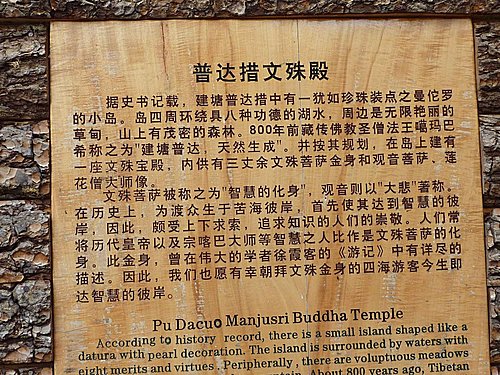 普达措文殊殿
据史书记载，建塘普达措中有一犹如珍珠装点之曼佗罗
的小岛。岛四周环绕具八种功德的湖水，周边是无限艳丽的
草甸，山上有茂密的森林。800年前藏传佛教圣僧法王噶玛巴
希称之为"建塘普达，天然生成"。并按其规划，在岛上建有
一座文殊宝殿，内供有三丈余文殊菩萨金身和观音菩萨、莲
花僧大师像。
文殊菩萨被称之为"智慧的化身"，观音则以"大悲"著称。
在历史上，为渡众生于苦海彼岸，首先使其达到智慧的彼
岸，因此，颇受上下求索，追求知识的人们的崇敬。人们常
将历代皇帝以及宗喀巴大师等智慧之人比作是文殊菩萨的化
身。此金身，曾在伟大的学者徐霞客的《游记》中有详尽的
描述。因此，我们也愿有幸朝拜文殊金身的四海游客今生即
达智慧的彼岸。
Pu Dacuo Manjusri Buddha Temple
According to history record, there is a small island shaped like a
datura with pearl decoration. The island is surrounded by waters with
eight merits and virtues. Peripherally, there are voluptuous meadows
About 800 years ago, Tibetan